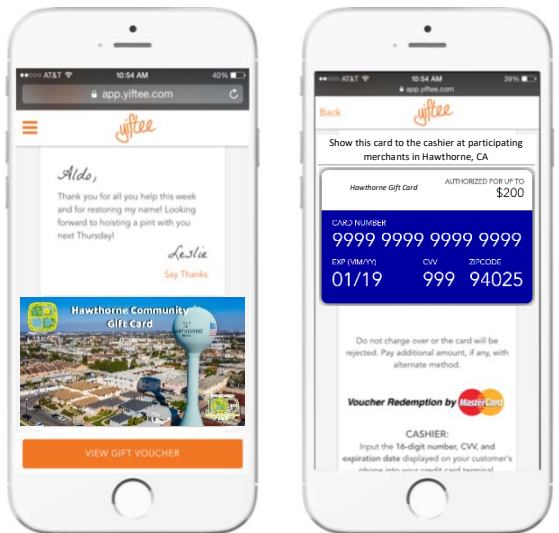 AT&T 10:54 AM 40%
app.yiftee.com
yiftee
Aldo,
Thank you for all you help this week
and for restoring my name! Looking
forward to hoisting a pint with you
next Thursday!
Leslie
Say Thanks
Hawthorne Community
Gift Card
CITY
OF
HAWTHORNE
VIEW GIFT VOUCHER
AT&T 10:54 AM 39%
app.yiftee.com
Back
yiftee
Show this card to the cashier at participating
merchants in Hawthorne, CA
Hawthorne Gift Card
AUTHORIZED FOR UP TO
$200
CARD NUMBER
9999 9999 9999 9999
EXP (MM/YY) CVV ZIPCODE
01/19 999 94025
Do not charge over or the card will be
rejected. Pay additional amount, if any, with
alternate method.
Voucher Redemption by MasterCard
CASHIER:
Input the 16-digit number, CVV, and
expiration date displayed on your customer's
phone into your credit card terminal